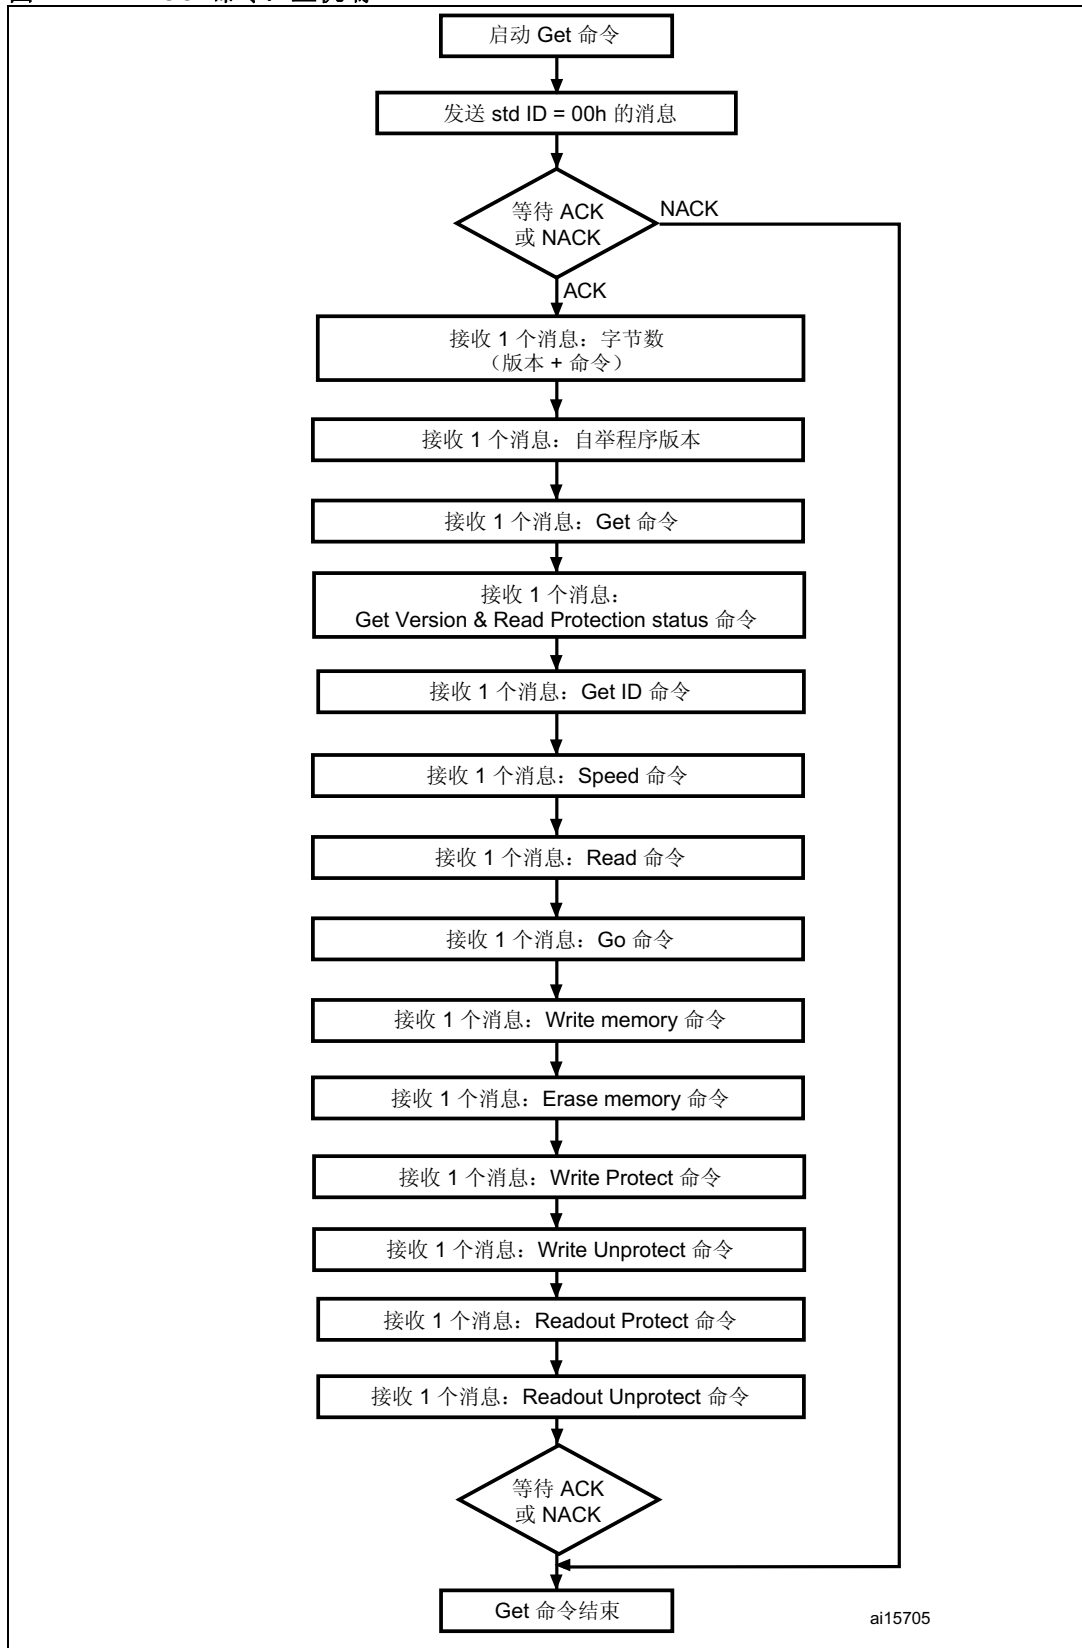 启动 Get 命令
发送 std ID = 00h 的消息
等待 ACK
或 NACK
NACK
ACK
接收 1 个消息：字节数
（版本 + 命令）
接收 1 个消息：自举程序版本
接收 1 个消息：Get 命令
接收 1 个消息：
Get Version & Read Protection status 命令
接收 1 个消息：Get ID 命令
接收 1 个消息：Speed 命令
接收 1 个消息：Read 命令
接收 1 个消息：Go 命令
接收 1 个消息：Write memory 命令
接收 1 个消息：Erase memory 命令
接收 1 个消息：Write Protect 命令
接收 1 个消息：Write Unprotect 命令
接收 1 个消息：Readout Protect 命令
接收 1 个消息：Readout Unprotect 命令
等待 ACK
或 NACK
Get 命令结束
ai15705